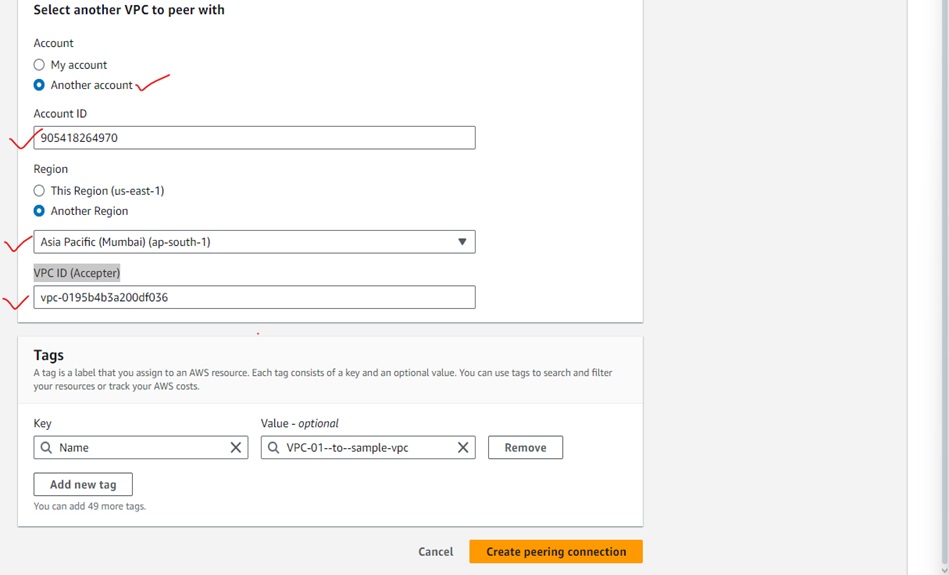 Select another VPC to peer with
Account
My account
Another account
Account ID
905418264970
Region
This Region (us-east-1)
Another Region
Asia Pacific (Mumbai) (ap-south-1)
VPC ID (Accepter)
vpc-0195b4b3a200df036
Tags
A tag is a label that you assign to an AWS resource. Each tag consists of a key and an optional value. You can use tags to search and filter
your resources or track your AWS costs.
Key Value - optional
Name VPC-01--to--sample-vpc Remove
Add new tag
You can add 49 more tags.
Cancel Create peering connection